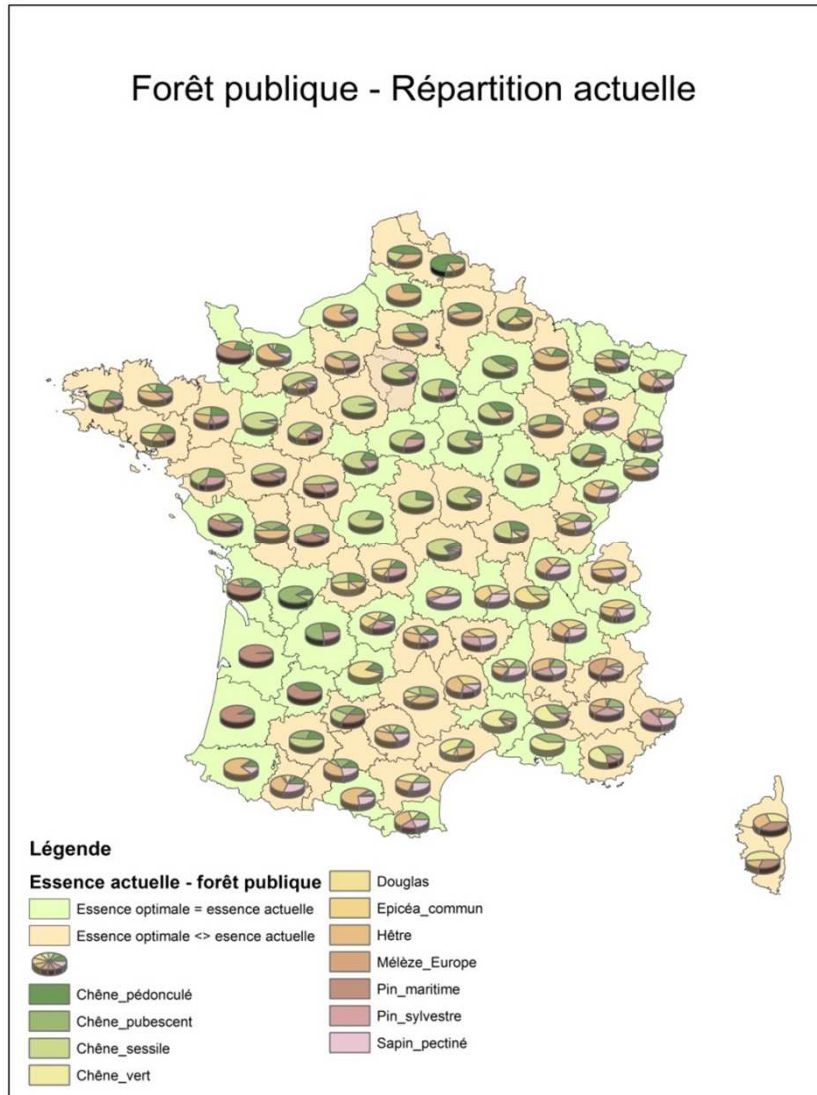 Forêt publique - Répartition actuelle
Légende
Essence actuelle - forêt publique
Essence optimale = essence actuelle
Essence optimale <> esence actuelle
Chêne_pédonculé
Chêne_pubescent
Chêne_sessile
Chêne_vert
Douglas
Epicéa_commun
Hêtre
Mélèze_Europe
Pin_maritime
Pin_sylvestre
Sapin_pectiné